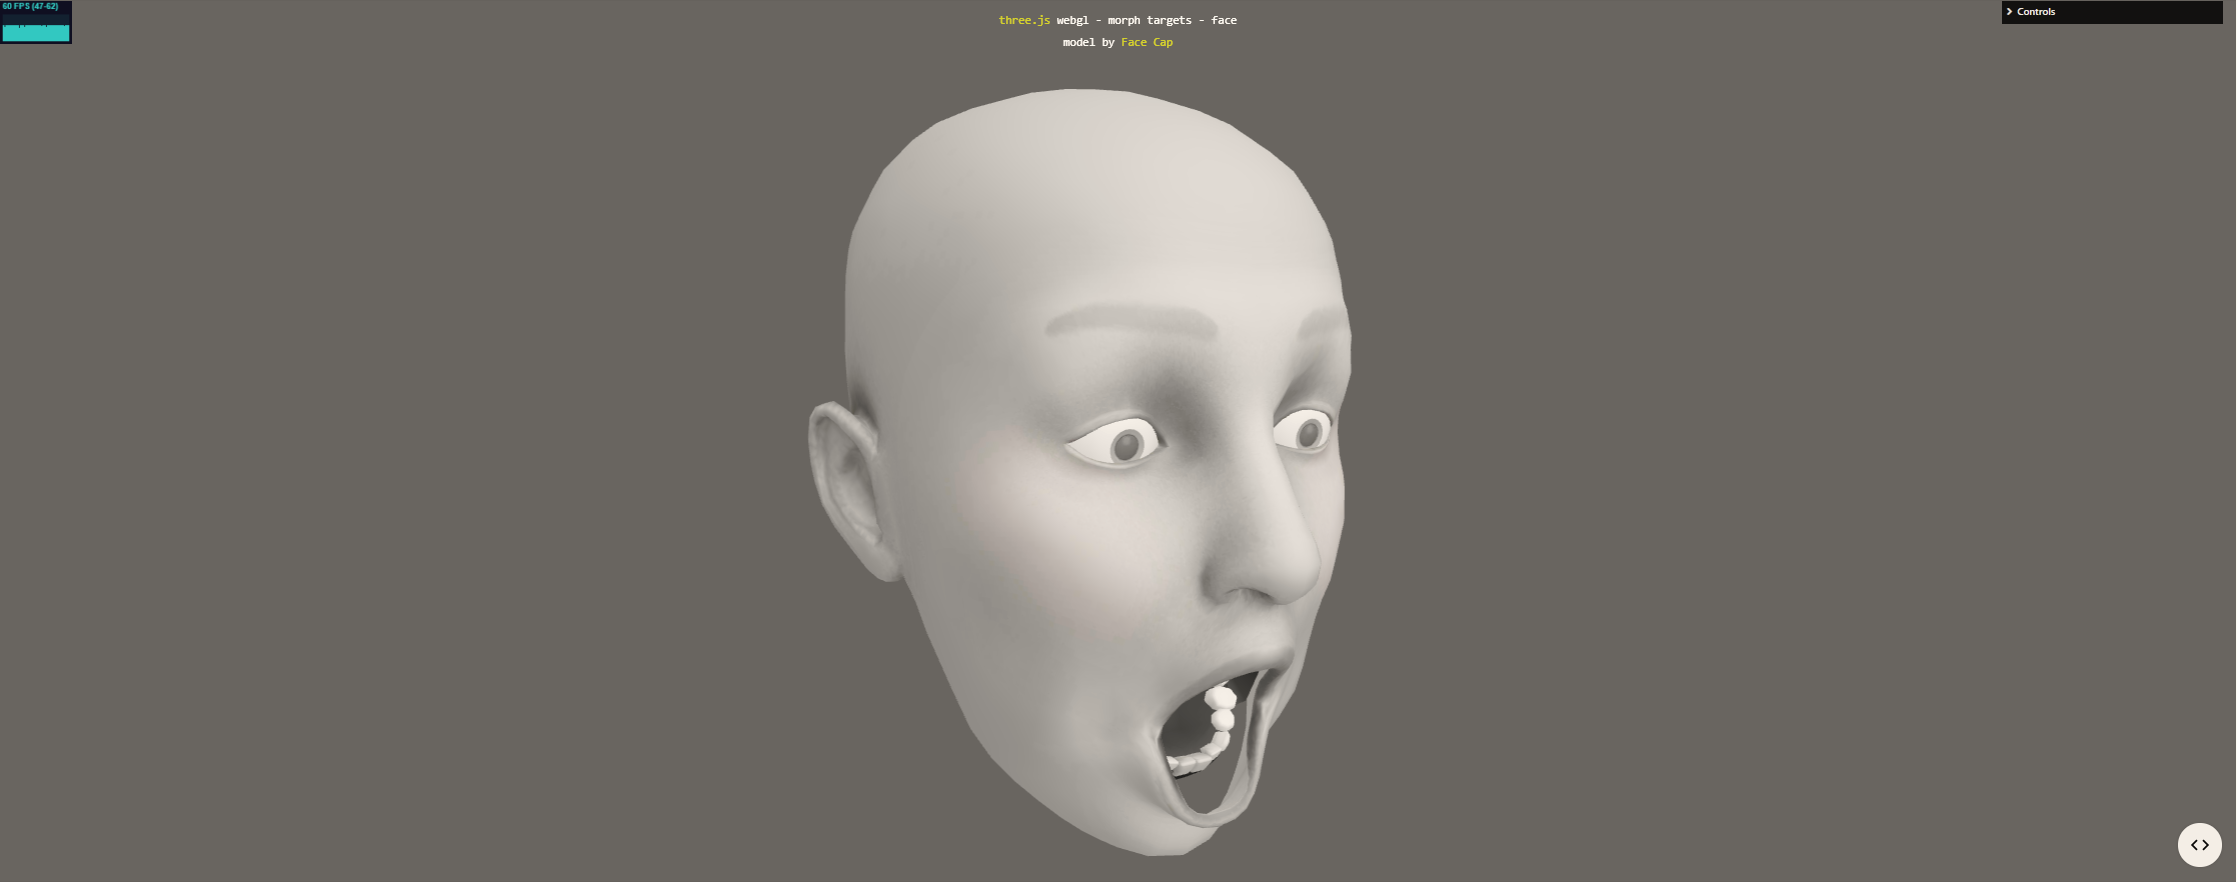 60 FPS (47-62)
three.js webgl - morph targets - face
model by Face Cap
Controls